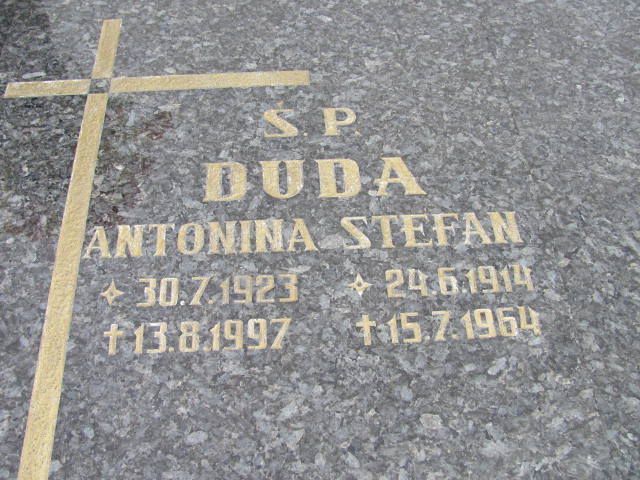 S.P.
DUDA
ANTONINA STEFAN
✧ 30.7.1923 ✧ 24.6.1914
✝ 13.8.1997 ✝ 15.7.1964